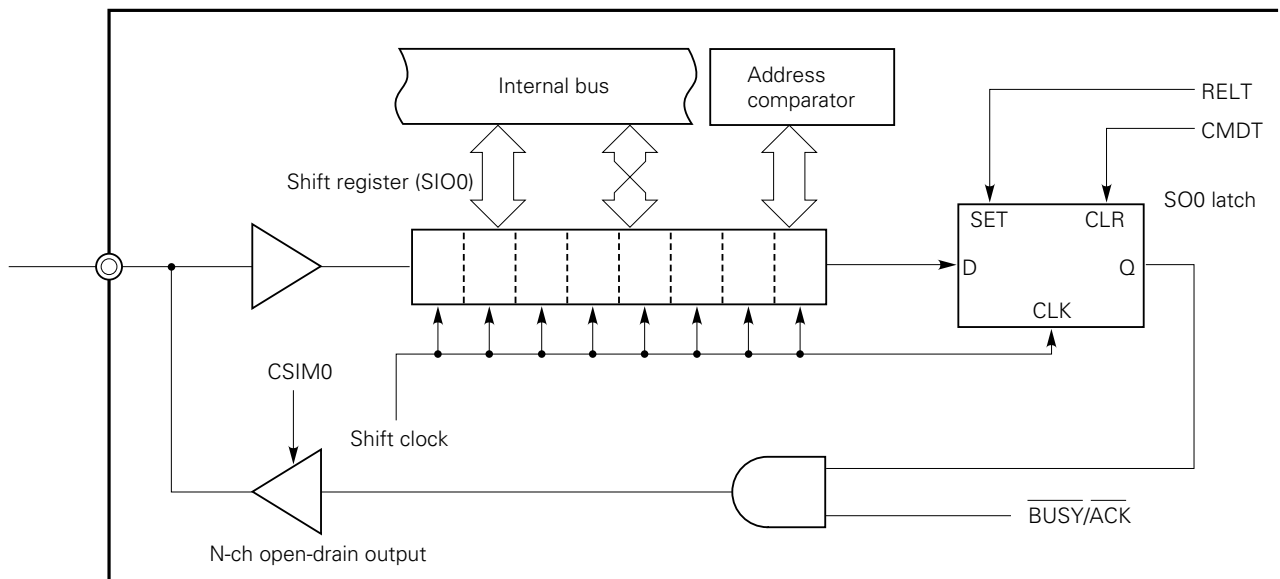 Internal bus
Address
comparator
RELT
CMDT
Shift register (SIO0)
SO0 latch
SET
CLR
D
Q
CLK
CSIM0
Shift clock
BUSY/ACK
N-ch open-drain output